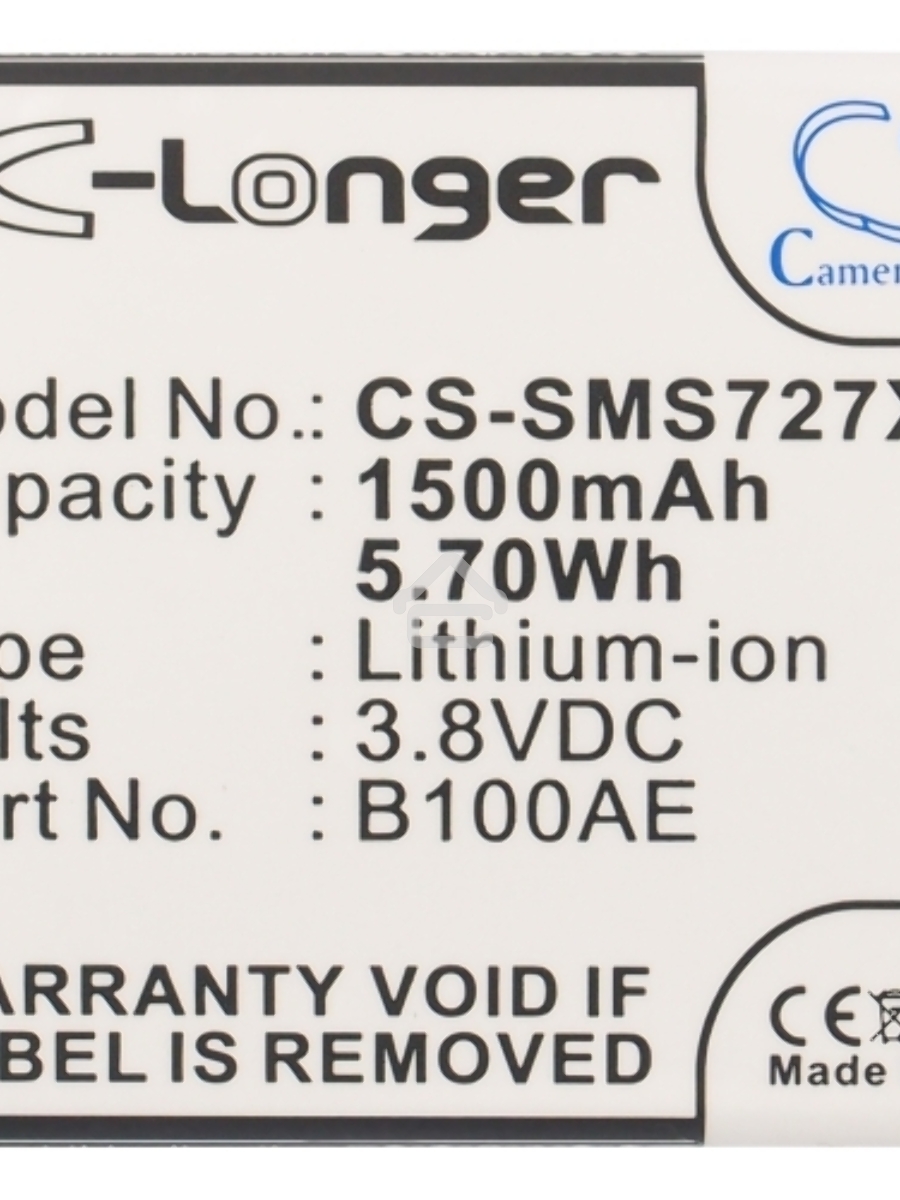 X-Longer
Camer
odel No.: CS-SMS727X
pacity : 1500mAh
5.70Wh
pe : Lithium-ion
lts : 3.8VDC
rt No. : B100AE
ARRANTY VOID IF
BEL IS REMOVED
CE
Made